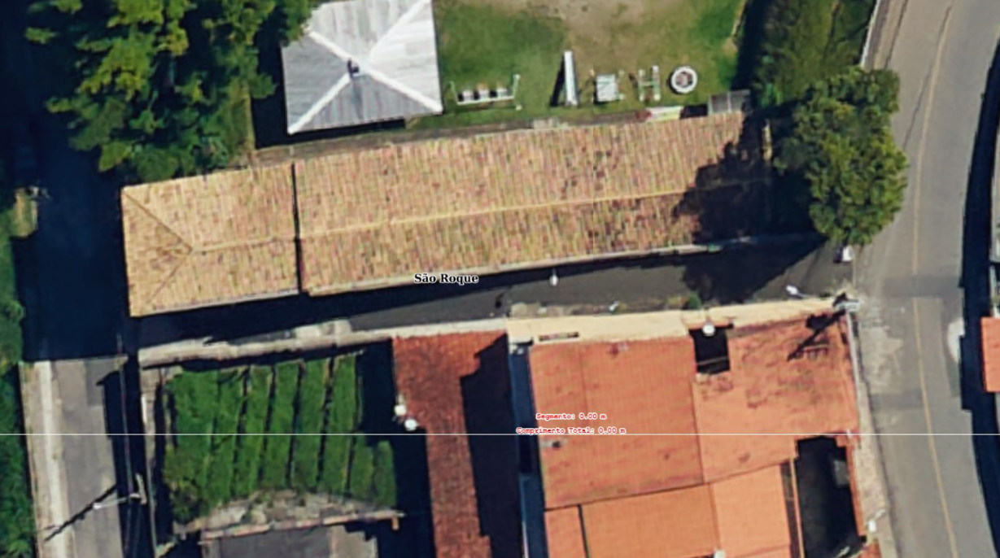 São Roque
Segmento: 0.00 m
Comprimento Total: 0.00 m